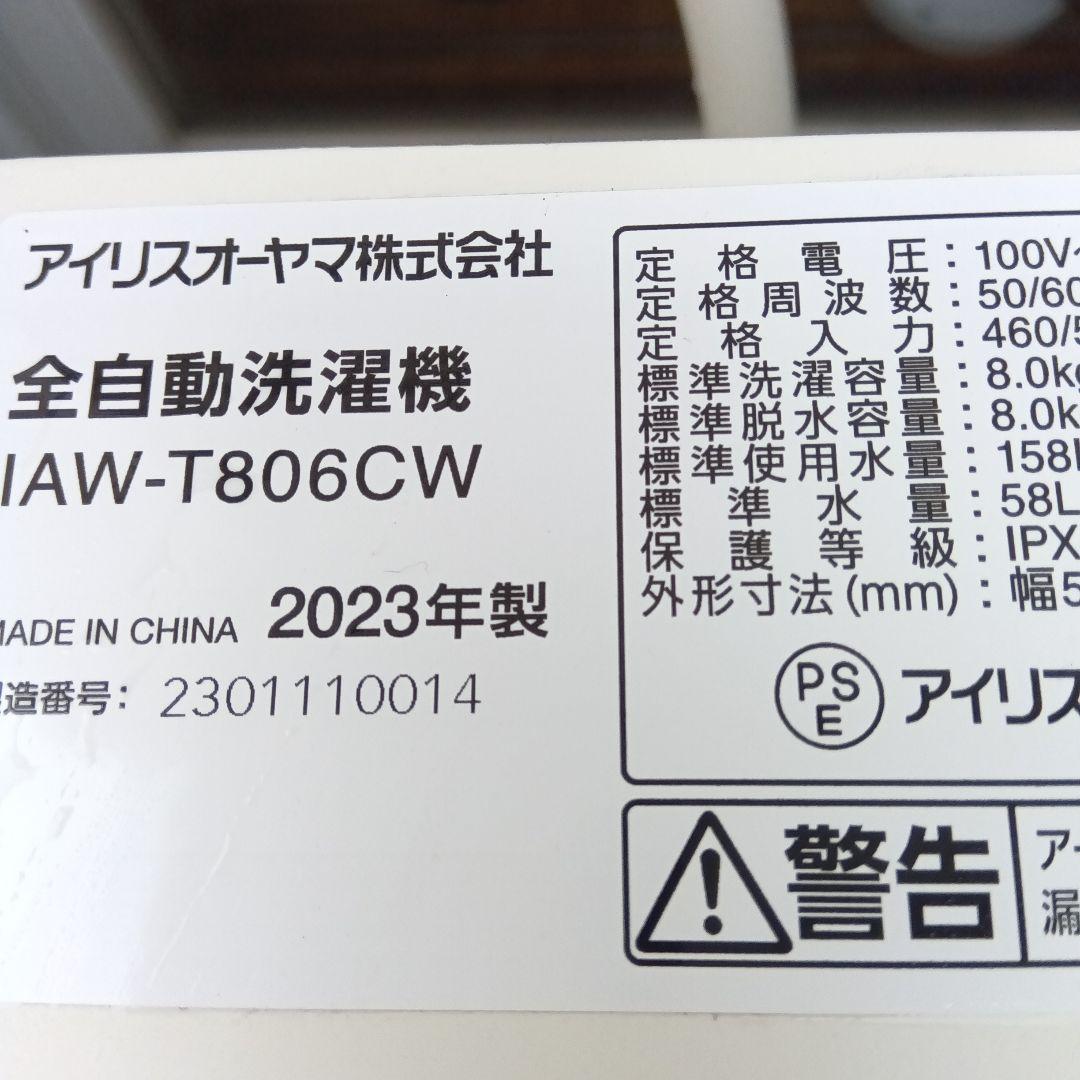 アイリスオーヤマ株式会社
全自動洗濯機
IAW-T806CW
MADE IN CHINA 2023年製
製造番号: 2301110014
定格電圧:100V~
定格周波数:50/60
定格入力:460/5
標準洗濯容量:8.0kg
標準脱水容量:8.0k
標準使用水量:158
標準水量:58L
保護等級:IPX
外形寸法(mm):幅5
PSE
アイリス
警告
ア
漏